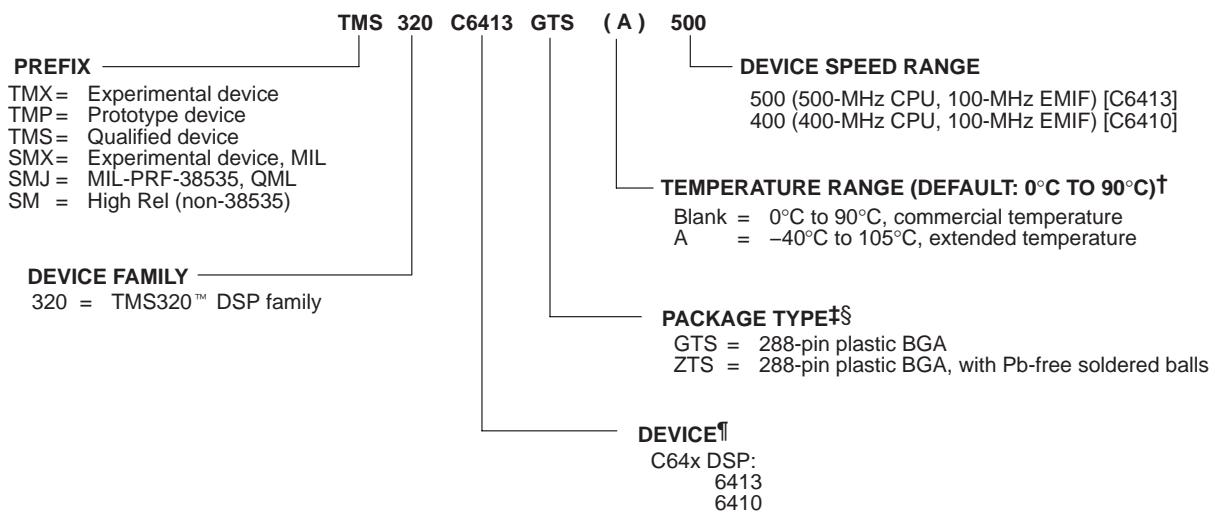 TMS 320 C6413 GTS ( A ) 500
PREFIX
TMX = Experimental device
TMP = Prototype device
TMS = Qualified device
SMX = Experimental device, MIL
SMJ = MIL-PRF-38535, QML
SM = High Rel (non-38535)
DEVICE SPEED RANGE
500 (500-MHz CPU, 100-MHz EMIF) [C6413]
400 (400-MHz CPU, 100-MHz EMIF) [C6410]
TEMPERATURE RANGE (DEFAULT: 0°C TO 90°C)†
Blank = 0°C to 90°C, commercial temperature
A = −40°C to 105°C, extended temperature
DEVICE FAMILY
320 = TMS320™ DSP family
PACKAGE TYPE‡§
GTS = 288-pin plastic BGA
ZTS = 288-pin plastic BGA, with Pb-free soldered balls
DEVICE¶
C64x DSP:
6413
6410